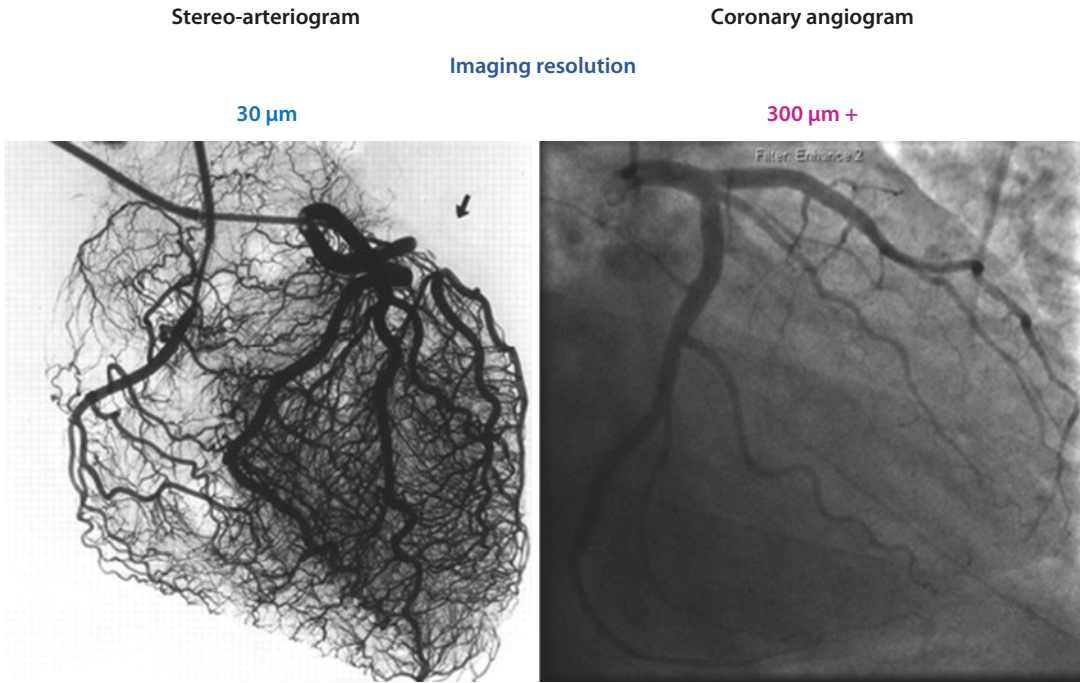 Stereo-arteriogram
Coronary angiogram
Imaging resolution
30 µm
300 µm +
Filter: Enhance 2